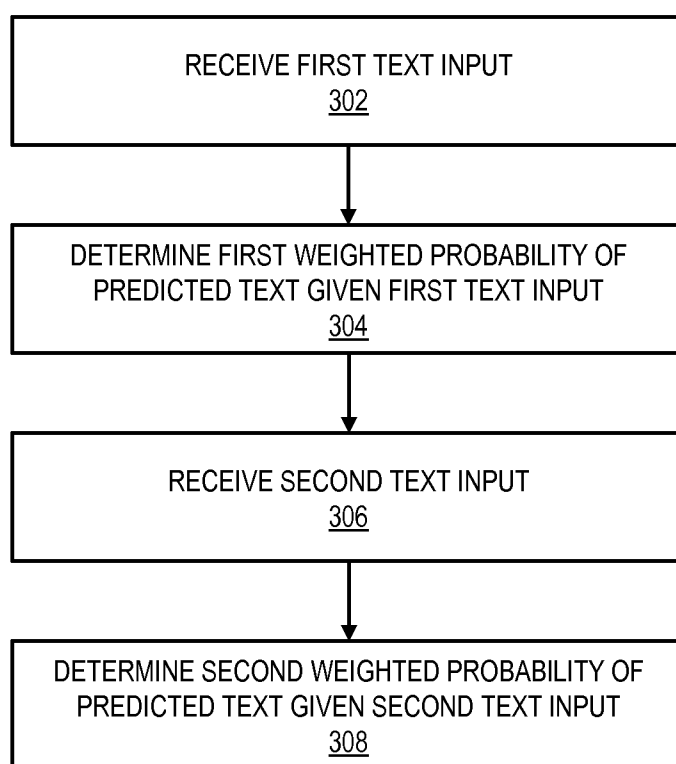 RECEIVE FIRST TEXT INPUT
302
DETERMINE FIRST WEIGHTED PROBABILITY OF
PREDICTED TEXT GIVEN FIRST TEXT INPUT
304
RECEIVE SECOND TEXT INPUT
306
DETERMINE SECOND WEIGHTED PROBABILITY OF
PREDICTED TEXT GIVEN SECOND TEXT INPUT
308